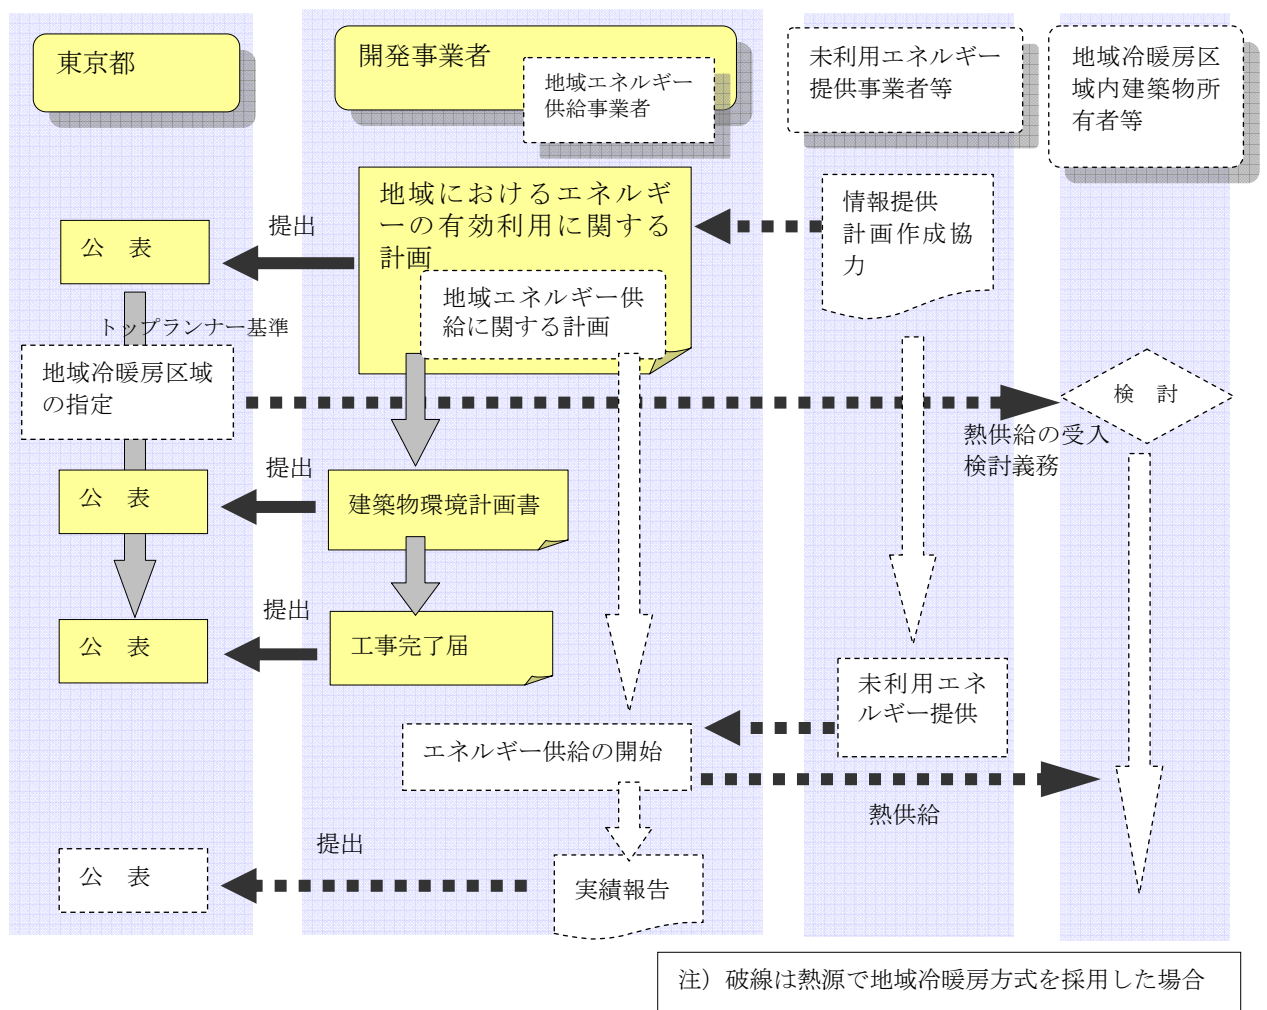 東京都
開発事業者
地域エネルギー
供給事業者
未利用エネルギー
提供事業者等
地域冷暖房区
域内建築物所
有者等
地域におけるエネルギ
ーの有効利用に関する
計画
地域エネルギー供
給に関する計画
情報提供
計画作成協
力
提出
公　表
トップランナー基準
地域冷暖房区域
の指定
検　討
熱供給の受入
検討義務
提出
公　表
建築物環境計画書
提出
公　表
工事完了届
未利用エネ
ルギー提供
エネルギー供給の開始
熱供給
提出
公　表
実績報告
注）破線は熱源で地域冷暖房方式を採用した場合